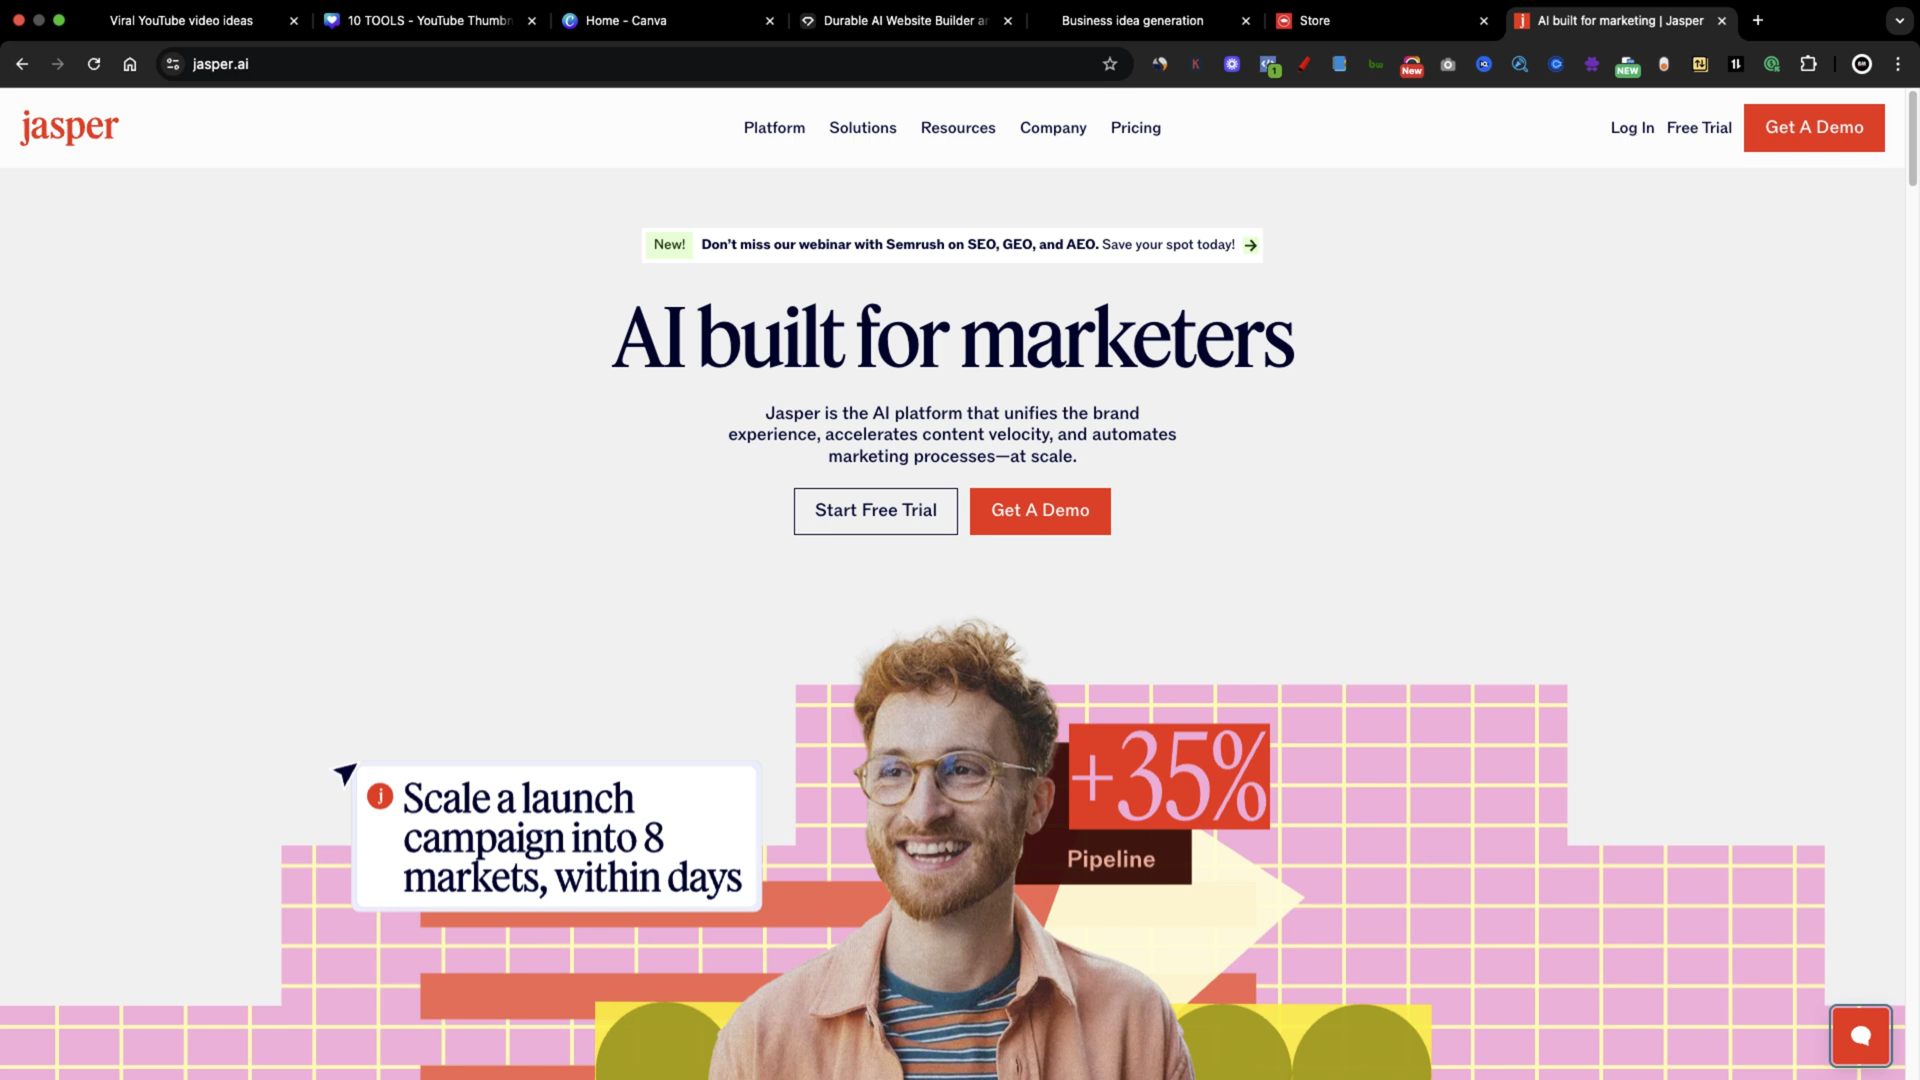 Viral YouTube video ideas
10 TOOLS - YouTube Thumbn
Home - Canva
Durable AI Website Builder ar
Business idea generation
Store
AI built for marketing | Jasper
jasper.ai
K
1
bw
New
NEW
jasper
Platform
Solutions
Resources
Company
Pricing
Log In
Free Trial
Get A Demo
New!
Don't miss our webinar with Semrush on SEO, GEO, and AEO. Save your spot today!
AI built for marketers
Jasper is the AI platform that unifies the brand
experience, accelerates content velocity, and automates
marketing processes—at scale.
Start Free Trial
Get A Demo
+35%
Pipeline
j
Scale a launch
campaign into 8
markets, within days